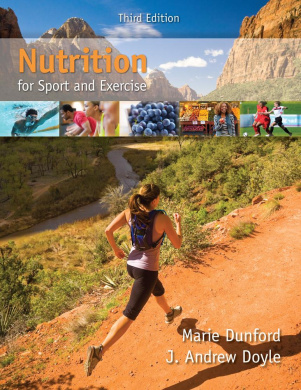 Third Edition
Nutrition
for Sport and Exercise
Marie Dunford
J. Andrew Doyle